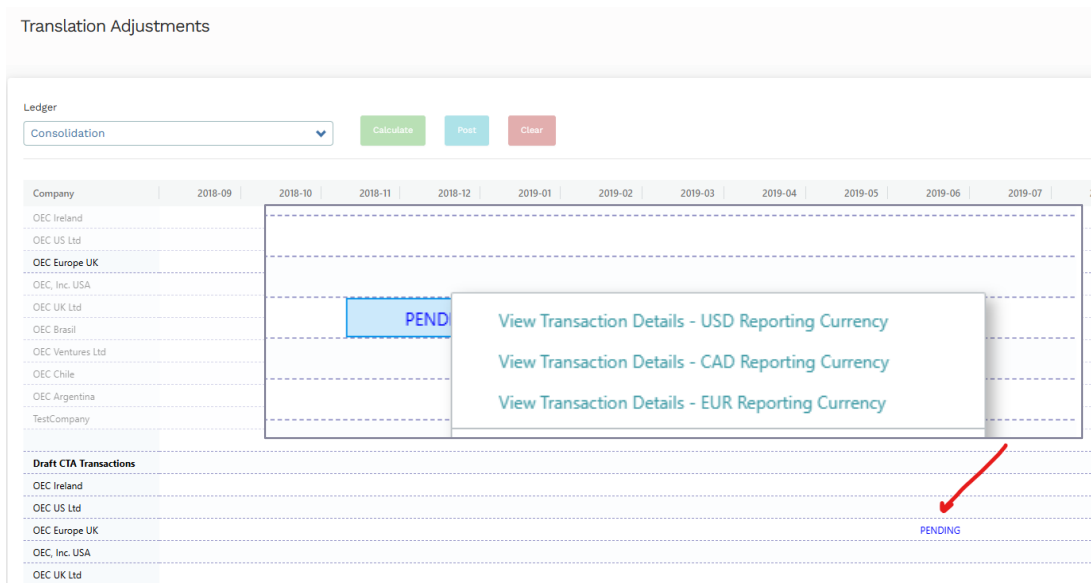 Translation Adjustments
Ledger
Consolidation
Calculate
Post
Clear
Company 2018-09 2018-10 2018-11 2018-12 2019-01 2019-02 2019-03 2019-04 2019-05 2019-06 2019-07
OEC Ireland
OEC US Ltd
OEC Europe UK
OEC, Inc. USA
OEC UK Ltd
OEC Brasil
OEC Ventures Ltd
OEC Chile
OEC Argentina
TestCompany
PENDI
View Transaction Details - USD Reporting Currency
View Transaction Details - CAD Reporting Currency
View Transaction Details - EUR Reporting Currency
Draft CTA Transactions
OEC Ireland
OEC US Ltd
OEC Europe UK PENDING
OEC, Inc. USA
OEC UK Ltd